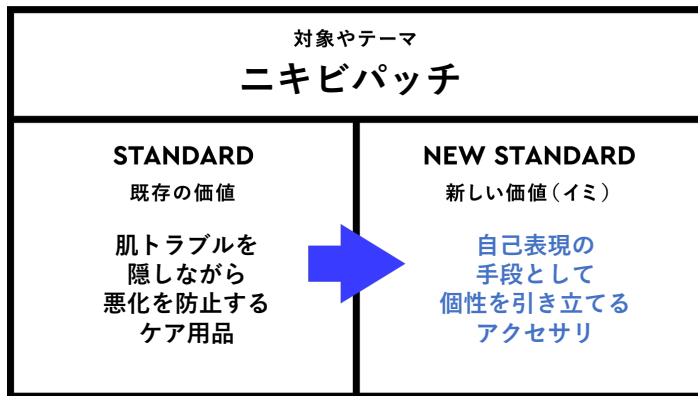 対象やテーマ
ニキビパッチ
STANDARD
既存の価値
肌トラブルを
隠しながら
悪化を防止する
ケア用品
NEW STANDARD
新しい価値（イミ）
自己表現の
手段として
個性を引き立てる
アクセサリ